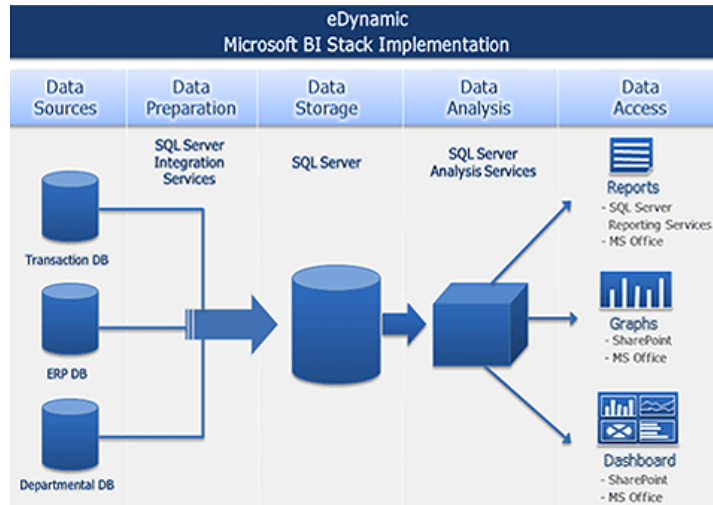 eDynamic
Microsoft BI Stack Implementation
Data
Sources
Data
Preparation
Data
Storage
Data
Analysis
Data
Access
SQL Server
Integration
Services
SQL Server
SQL Server
Analysis Services
Transaction DB
ERP DB
Departmental DB
Reports
- SQL Server
Reporting Services
- MS Office
Graphs
- SharePoint
- MS Office
Dashboard
- SharePoint
- MS Office